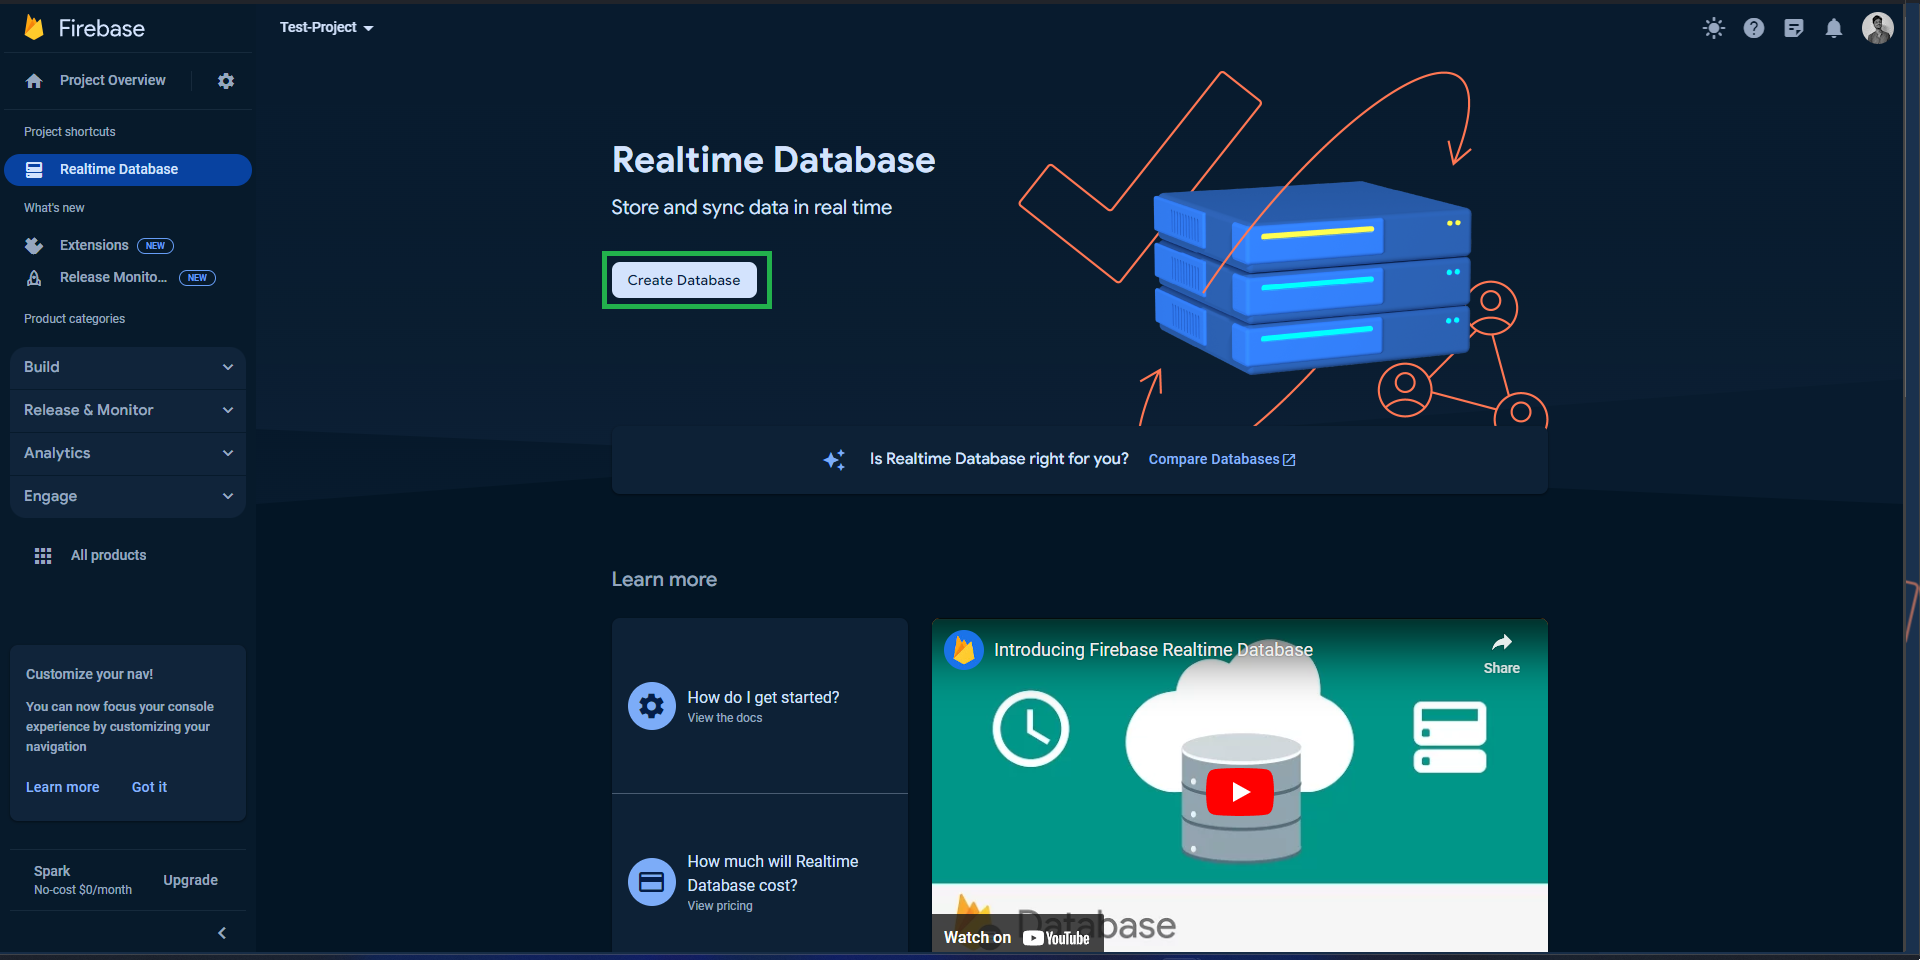 Firebase
Test-Project
Project Overview
Project shortcuts
Realtime Database
What's new
Extensions NEW
Release Monito... NEW
Product categories
Build
Release & Monitor
Analytics
Engage
All products
Customize your nav!
You can now focus your console
experience by customizing your
navigation
Learn more Got it
Spark
No-cost $0/month
Upgrade
Realtime Database
Store and sync data in real time
Create Database
Is Realtime Database right for you? Compare Databases
Learn more
How do I get started?
View the docs
How much will Realtime
Database cost?
View pricing
Introducing Firebase Realtime Database
Share
Database
Watch on YouTube